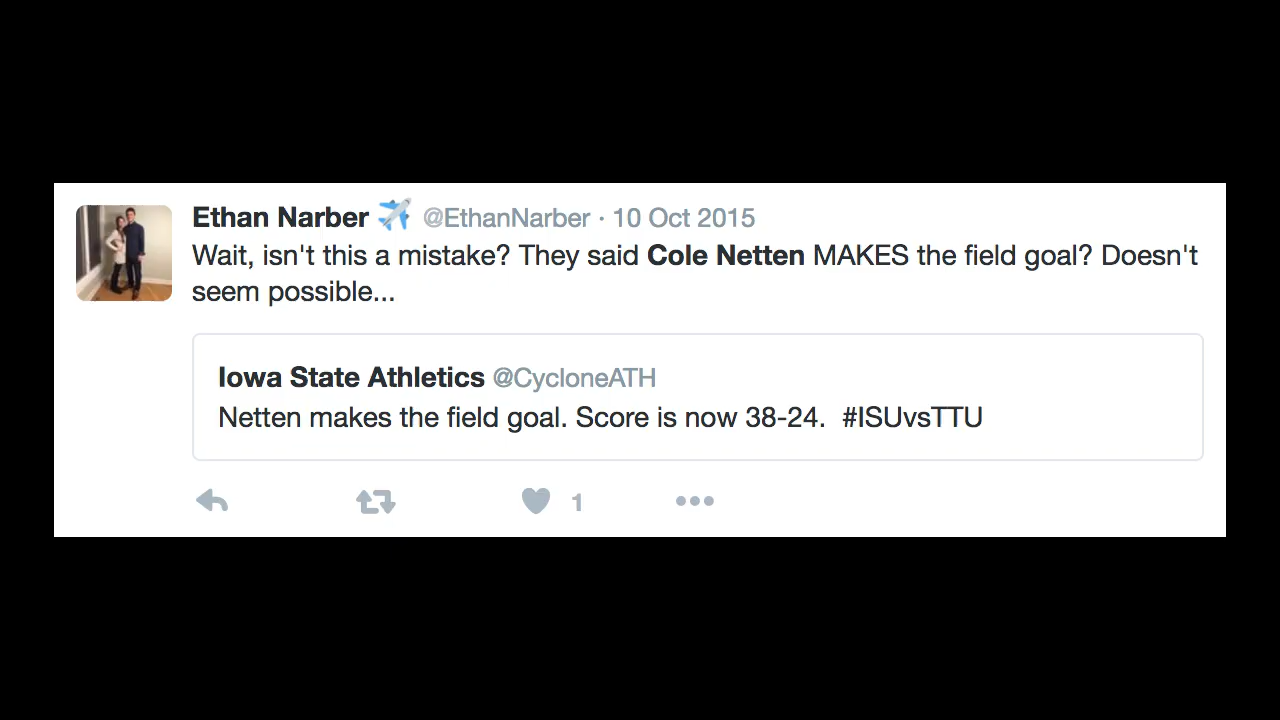 Ethan Narber ✈️ @EthanNarber · 10 Oct 2015
Wait, isn't this a mistake? They said Cole Netten MAKES the field goal? Doesn't
seem possible...
Iowa State Athletics @CycloneATH
Netten makes the field goal. Score is now 38-24.  #ISUvsTTU
1